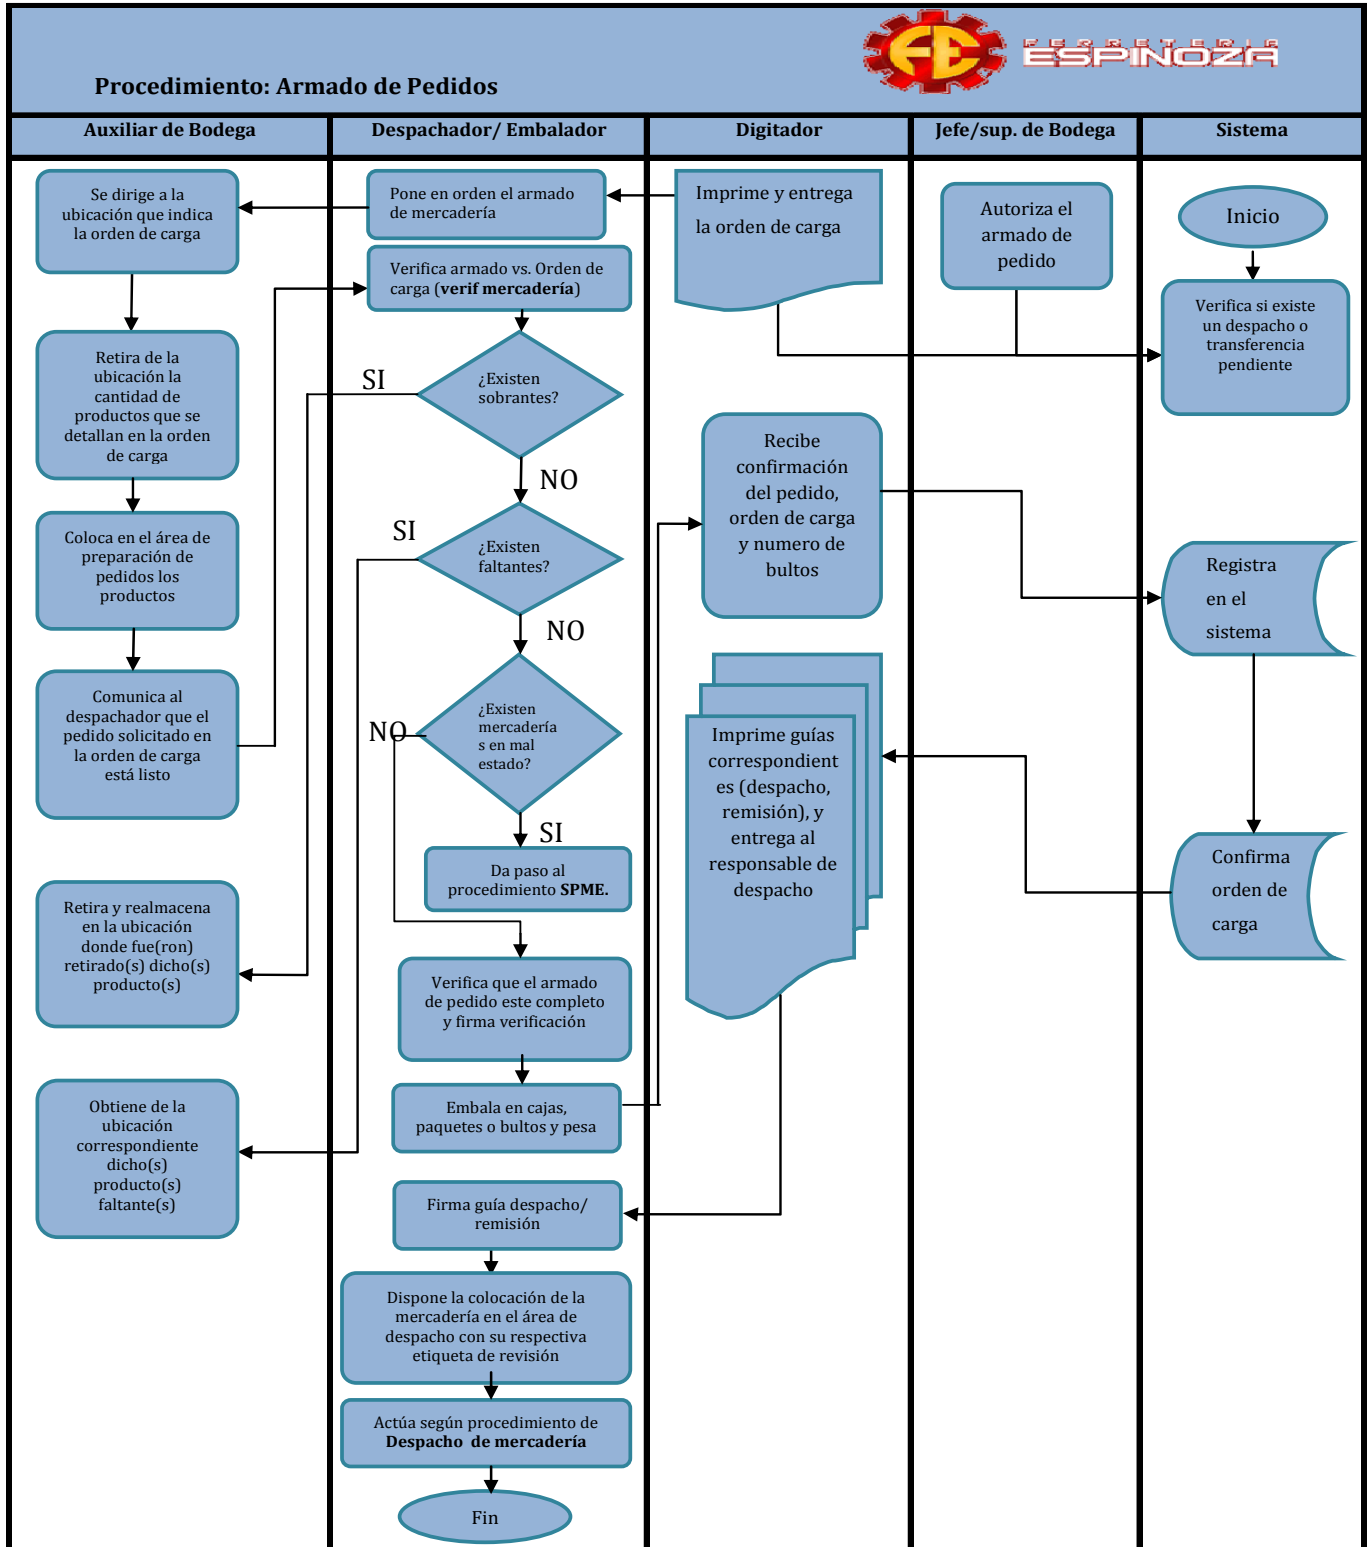 FERRETERIA
ESPINOZA
Procedimiento: Armado de Pedidos
Auxiliar de Bodega
Despachador/ Embalador
Digitador
Jefe/sup. de Bodega
Sistema
Se dirige a la
ubicación que indica
la orden de carga
Retira de la
ubicación la
cantidad de
productos que se
detallan en la orden
de carga
Coloca en el área de
preparación de
pedidos los
productos
Comunica al
despachador que el
pedido solicitado en
la orden de carga
está listo
Retira y realmacena
en la ubicación
donde fue(ron)
retirado(s) dicho(s)
producto(s)
Obtiene de la
ubicación
correspondiente
dicho(s)
producto(s)
faltante(s)
Pone en orden el armado
de mercadería
Verifica armado vs. Orden de
carga (verif mercadería)
¿Existen
sobrantes?
SI
NO
¿Existen
faltantes?
SI
NO
¿Existen
mercadería
s en mal
estado?
NO
SI
Da paso al
procedimiento SPME.
Verifica que el armado
de pedido este completo
y firma verificación
Embala en cajas,
paquetes o bultos y pesa
Firma guía despacho/
remisión
Dispone la colocación de la
mercadería en el área de
despacho con su respectiva
etiqueta de revisión
Actúa según procedimiento de
Despacho de mercadería
Fin
Imprime y entrega
la orden de carga
Recibe
confirmación
del pedido,
orden de carga
y numero de
bultos
Imprime guías
correspondient
es (despacho,
remisión), y
entrega al
responsable de
despacho
Autoriza el
armado de
pedido
Inicio
Verifica si existe
un despacho o
transferencia
pendiente
Registra
en el
sistema
Confirma
orden de
carga